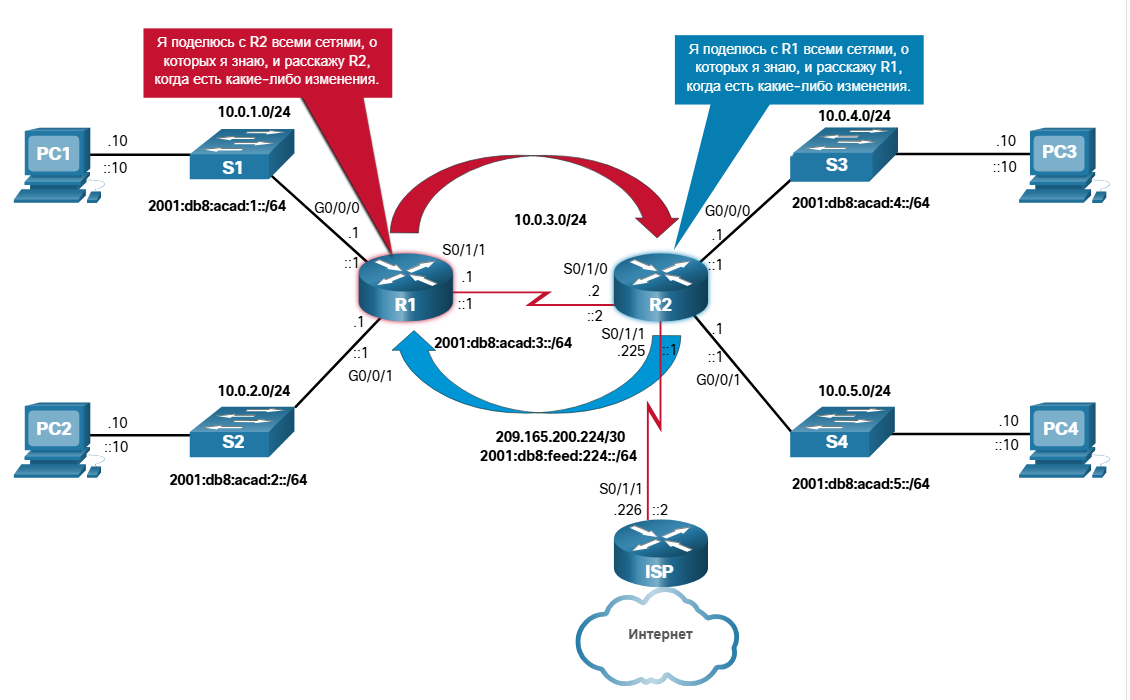 Я поделюсь с R2 всеми сетями, о
которых я знаю, и расскажу R2,
когда есть какие-либо изменения.
Я поделюсь с R1 всеми сетями, о
которых я знаю, и расскажу R1,
когда есть какие-либо изменения.
10.0.1.0/24
PC1
.10
::10
S1
2001:db8:acad:1::/64
G0/0/0
.1
::1
10.0.4.0/24
S3
.10
::10
PC3
2001:db8:acad:4::/64
G0/0/0
.1
::1
10.0.3.0/24
R1
S0/1/1
.1
::1
S0/1/0
.2
::2
R2
2001:db8:acad:3::/64
S0/1/1
.225
::1
.1
::1
G0/0/1
10.0.2.0/24
PC2
.10
::10
S2
2001:db8:acad:2::/64
.1
::1
G0/0/1
10.0.5.0/24
S4
.10
::10
PC4
2001:db8:acad:5::/64
209.165.200.224/30
2001:db8:feed:224::/64
S0/1/1
.226
::2
ISP
Интернет